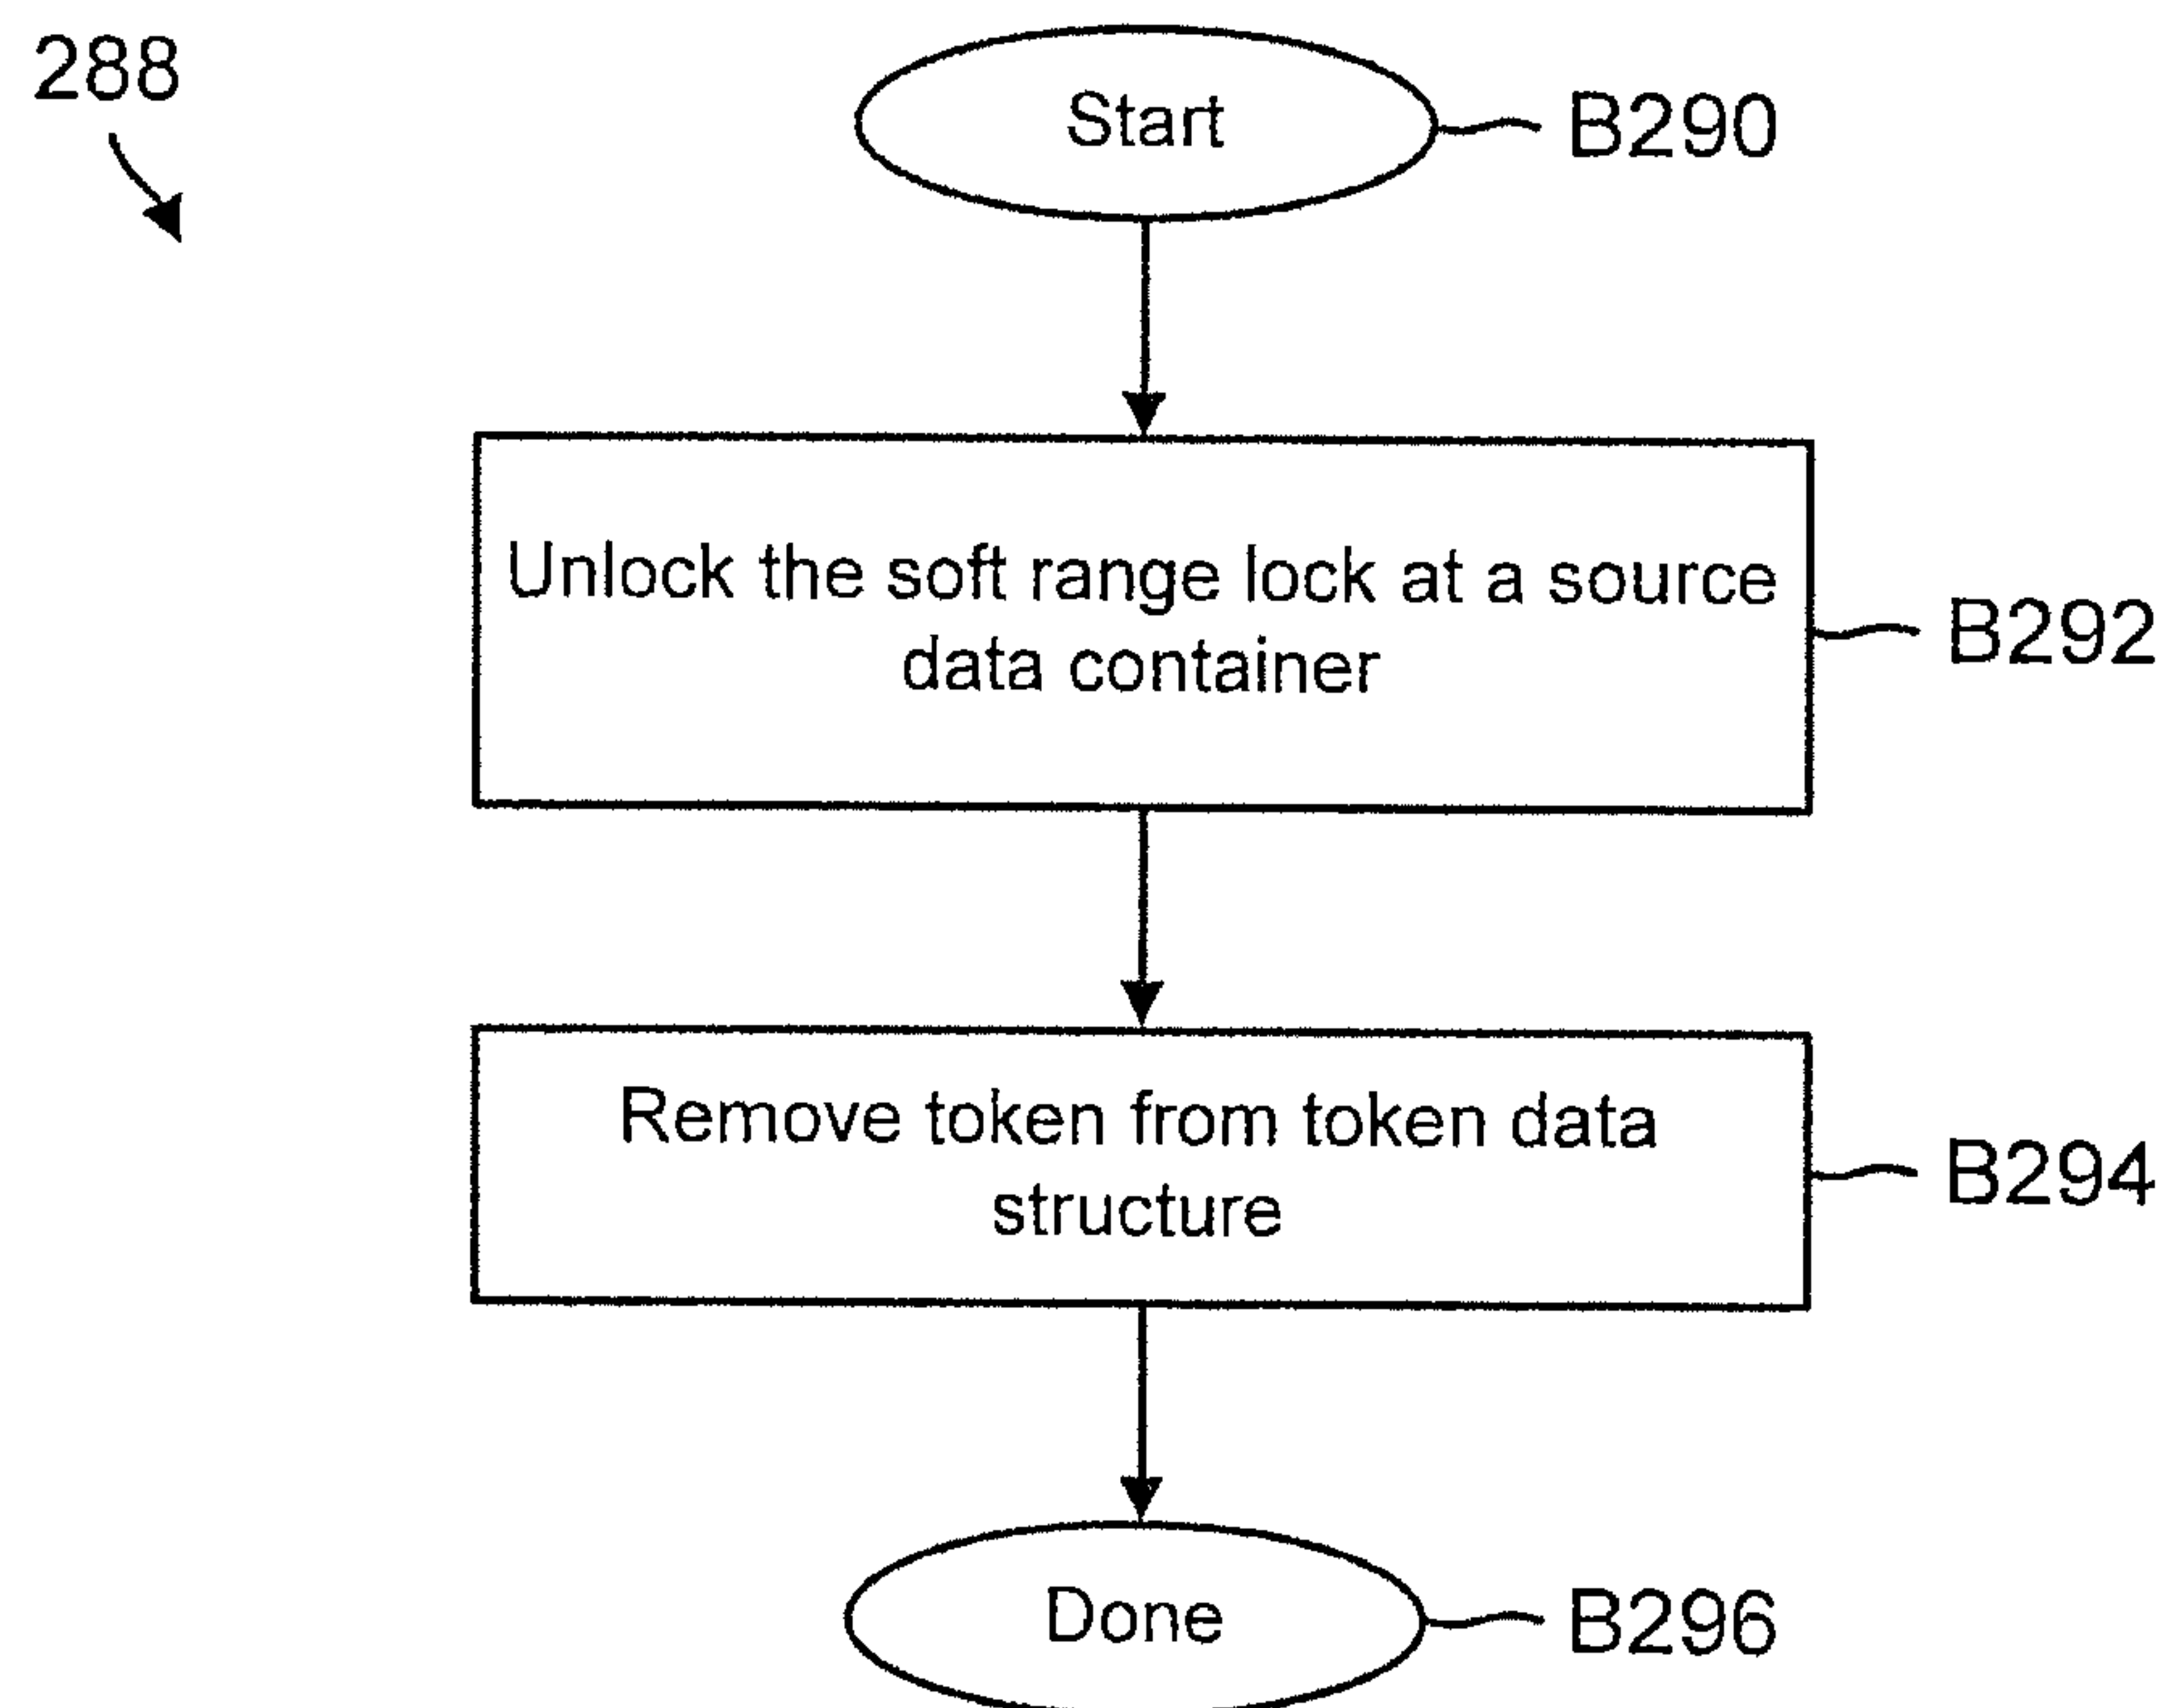 288
Start
B290
Unlock the soft range lock at a source
data container
B292
Remove token from token data
structure
B294
Done
B296